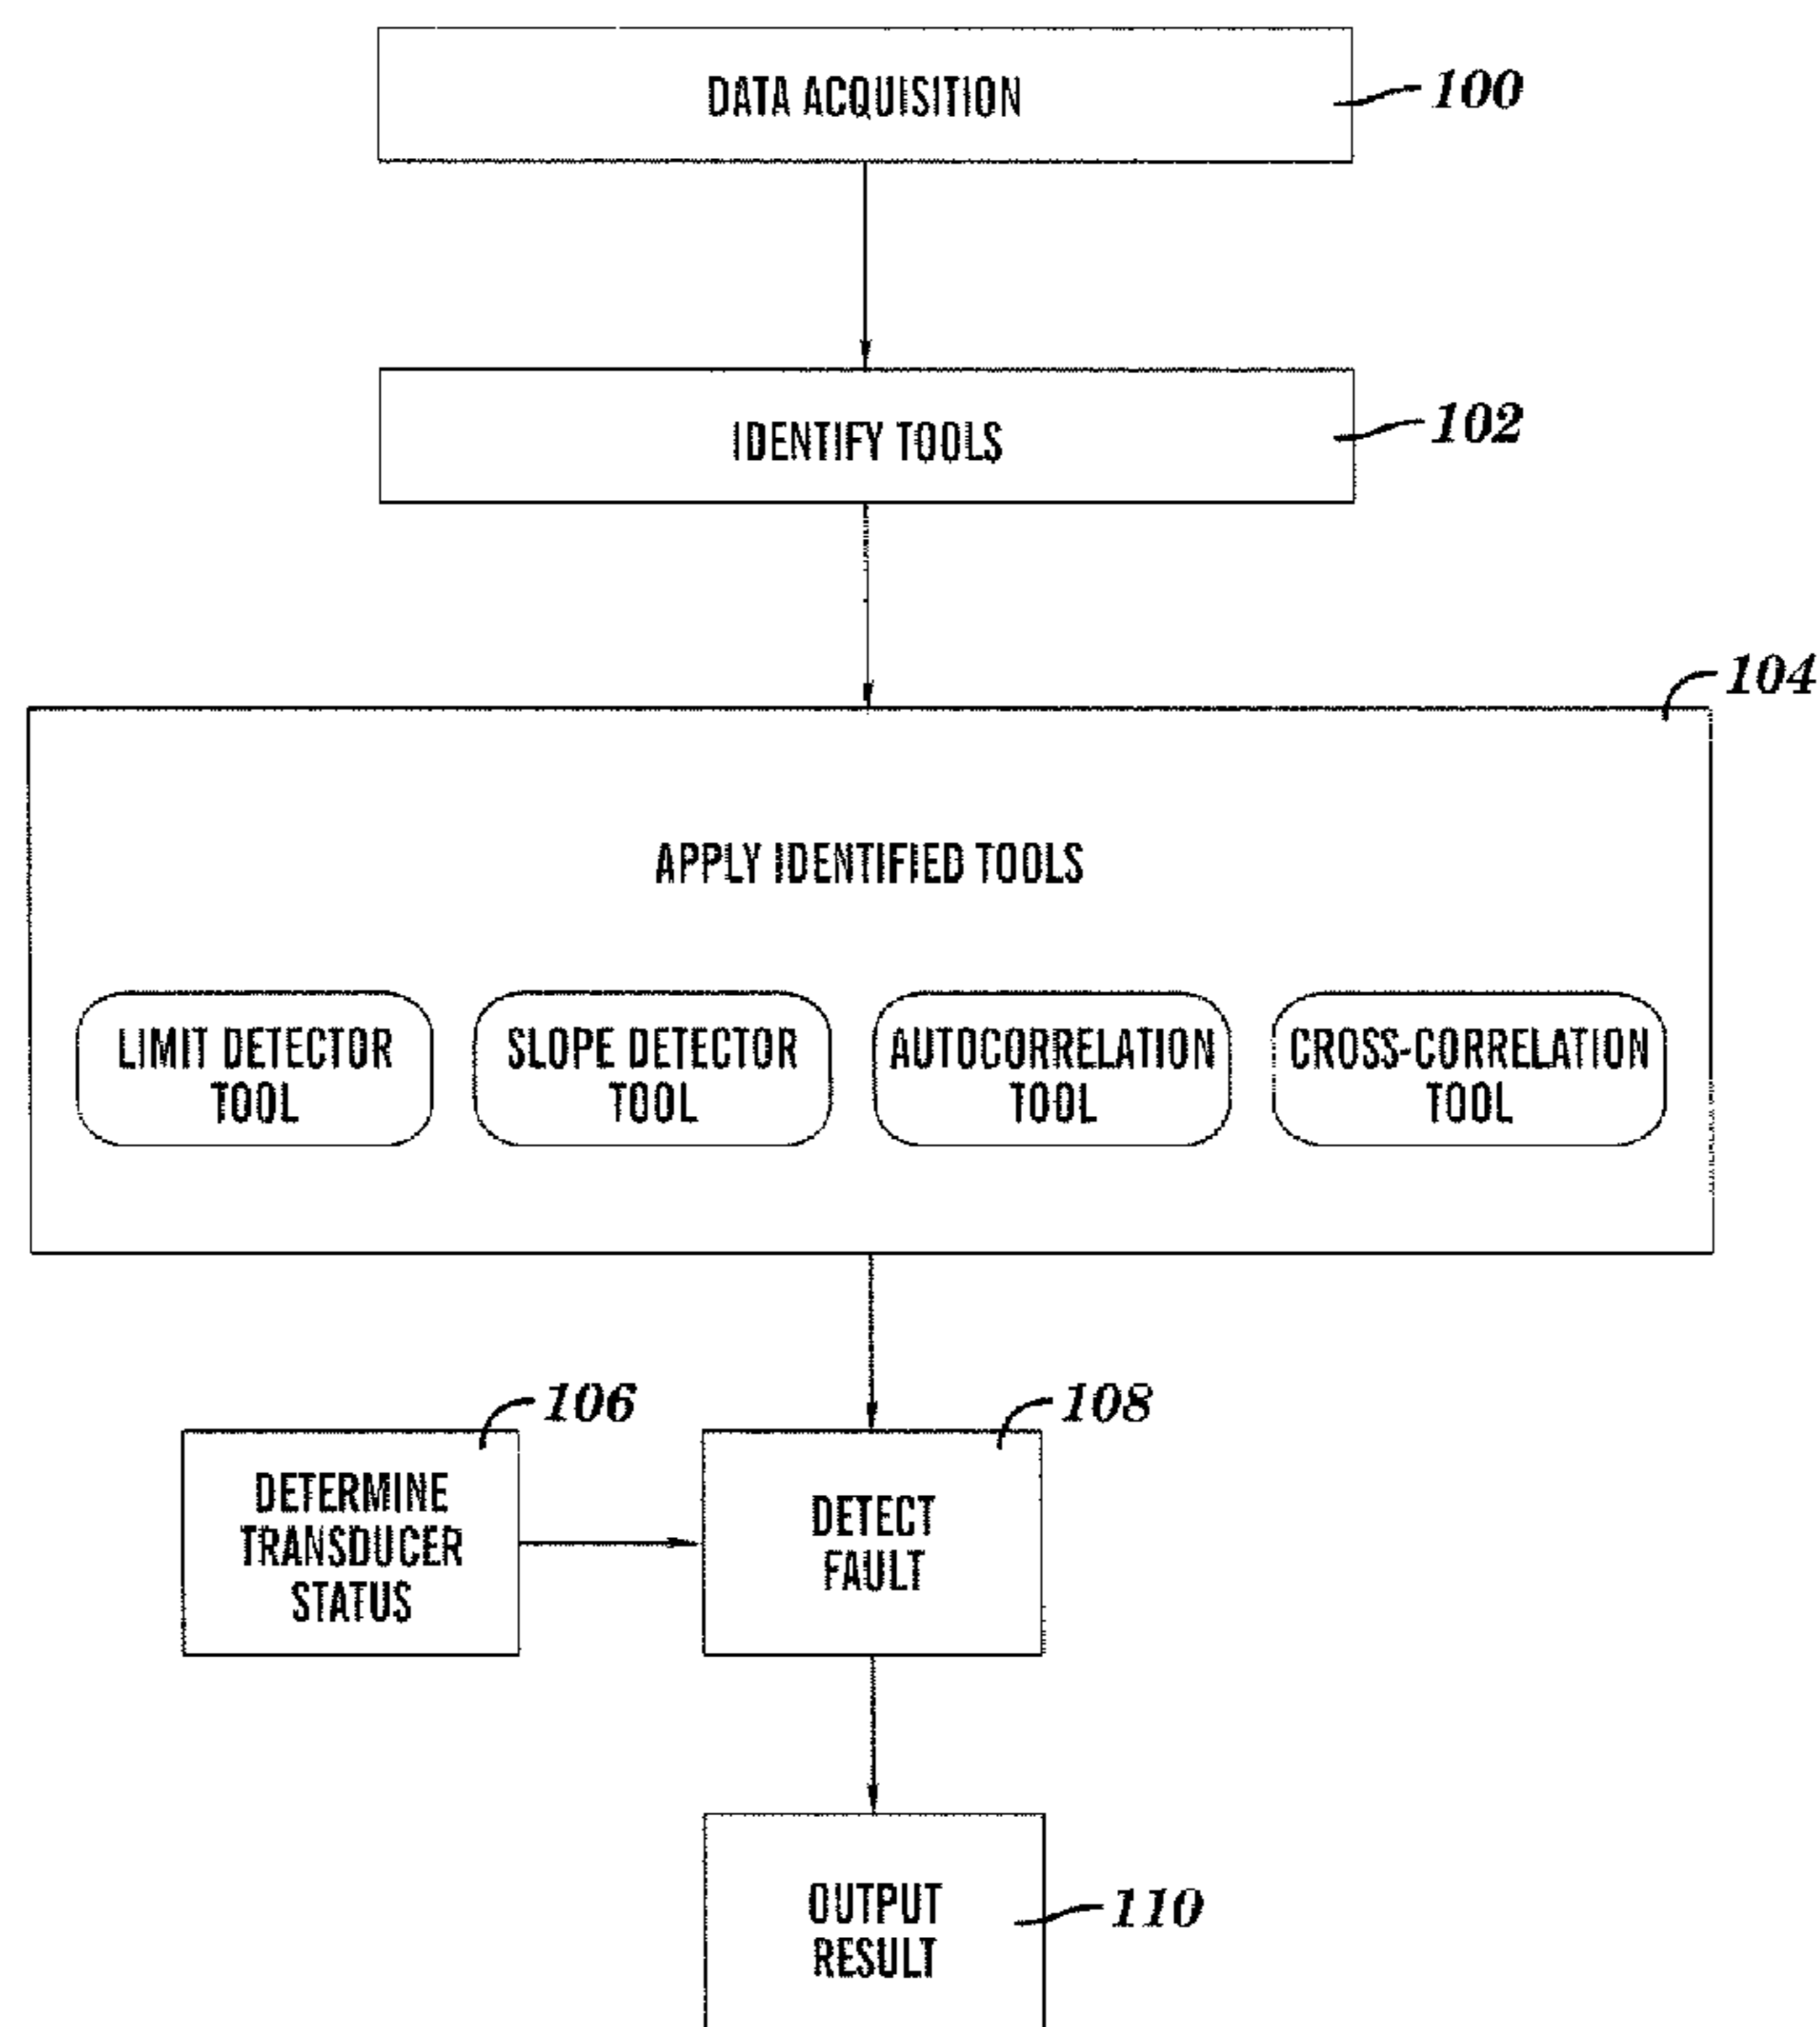 DATA ACQUISITION
100
IDENTIFY TOOLS
102
104
APPLY IDENTIFIED TOOLS
LIMIT DETECTOR
TOOL
SLOPE DETECTOR
TOOL
AUTOCORRELATION
TOOL
CROSS-CORRELATION
TOOL
106
DETERMINE
TRANSDUCER
STATUS
108
DETECT
FAULT
OUTPUT
RESULT
110